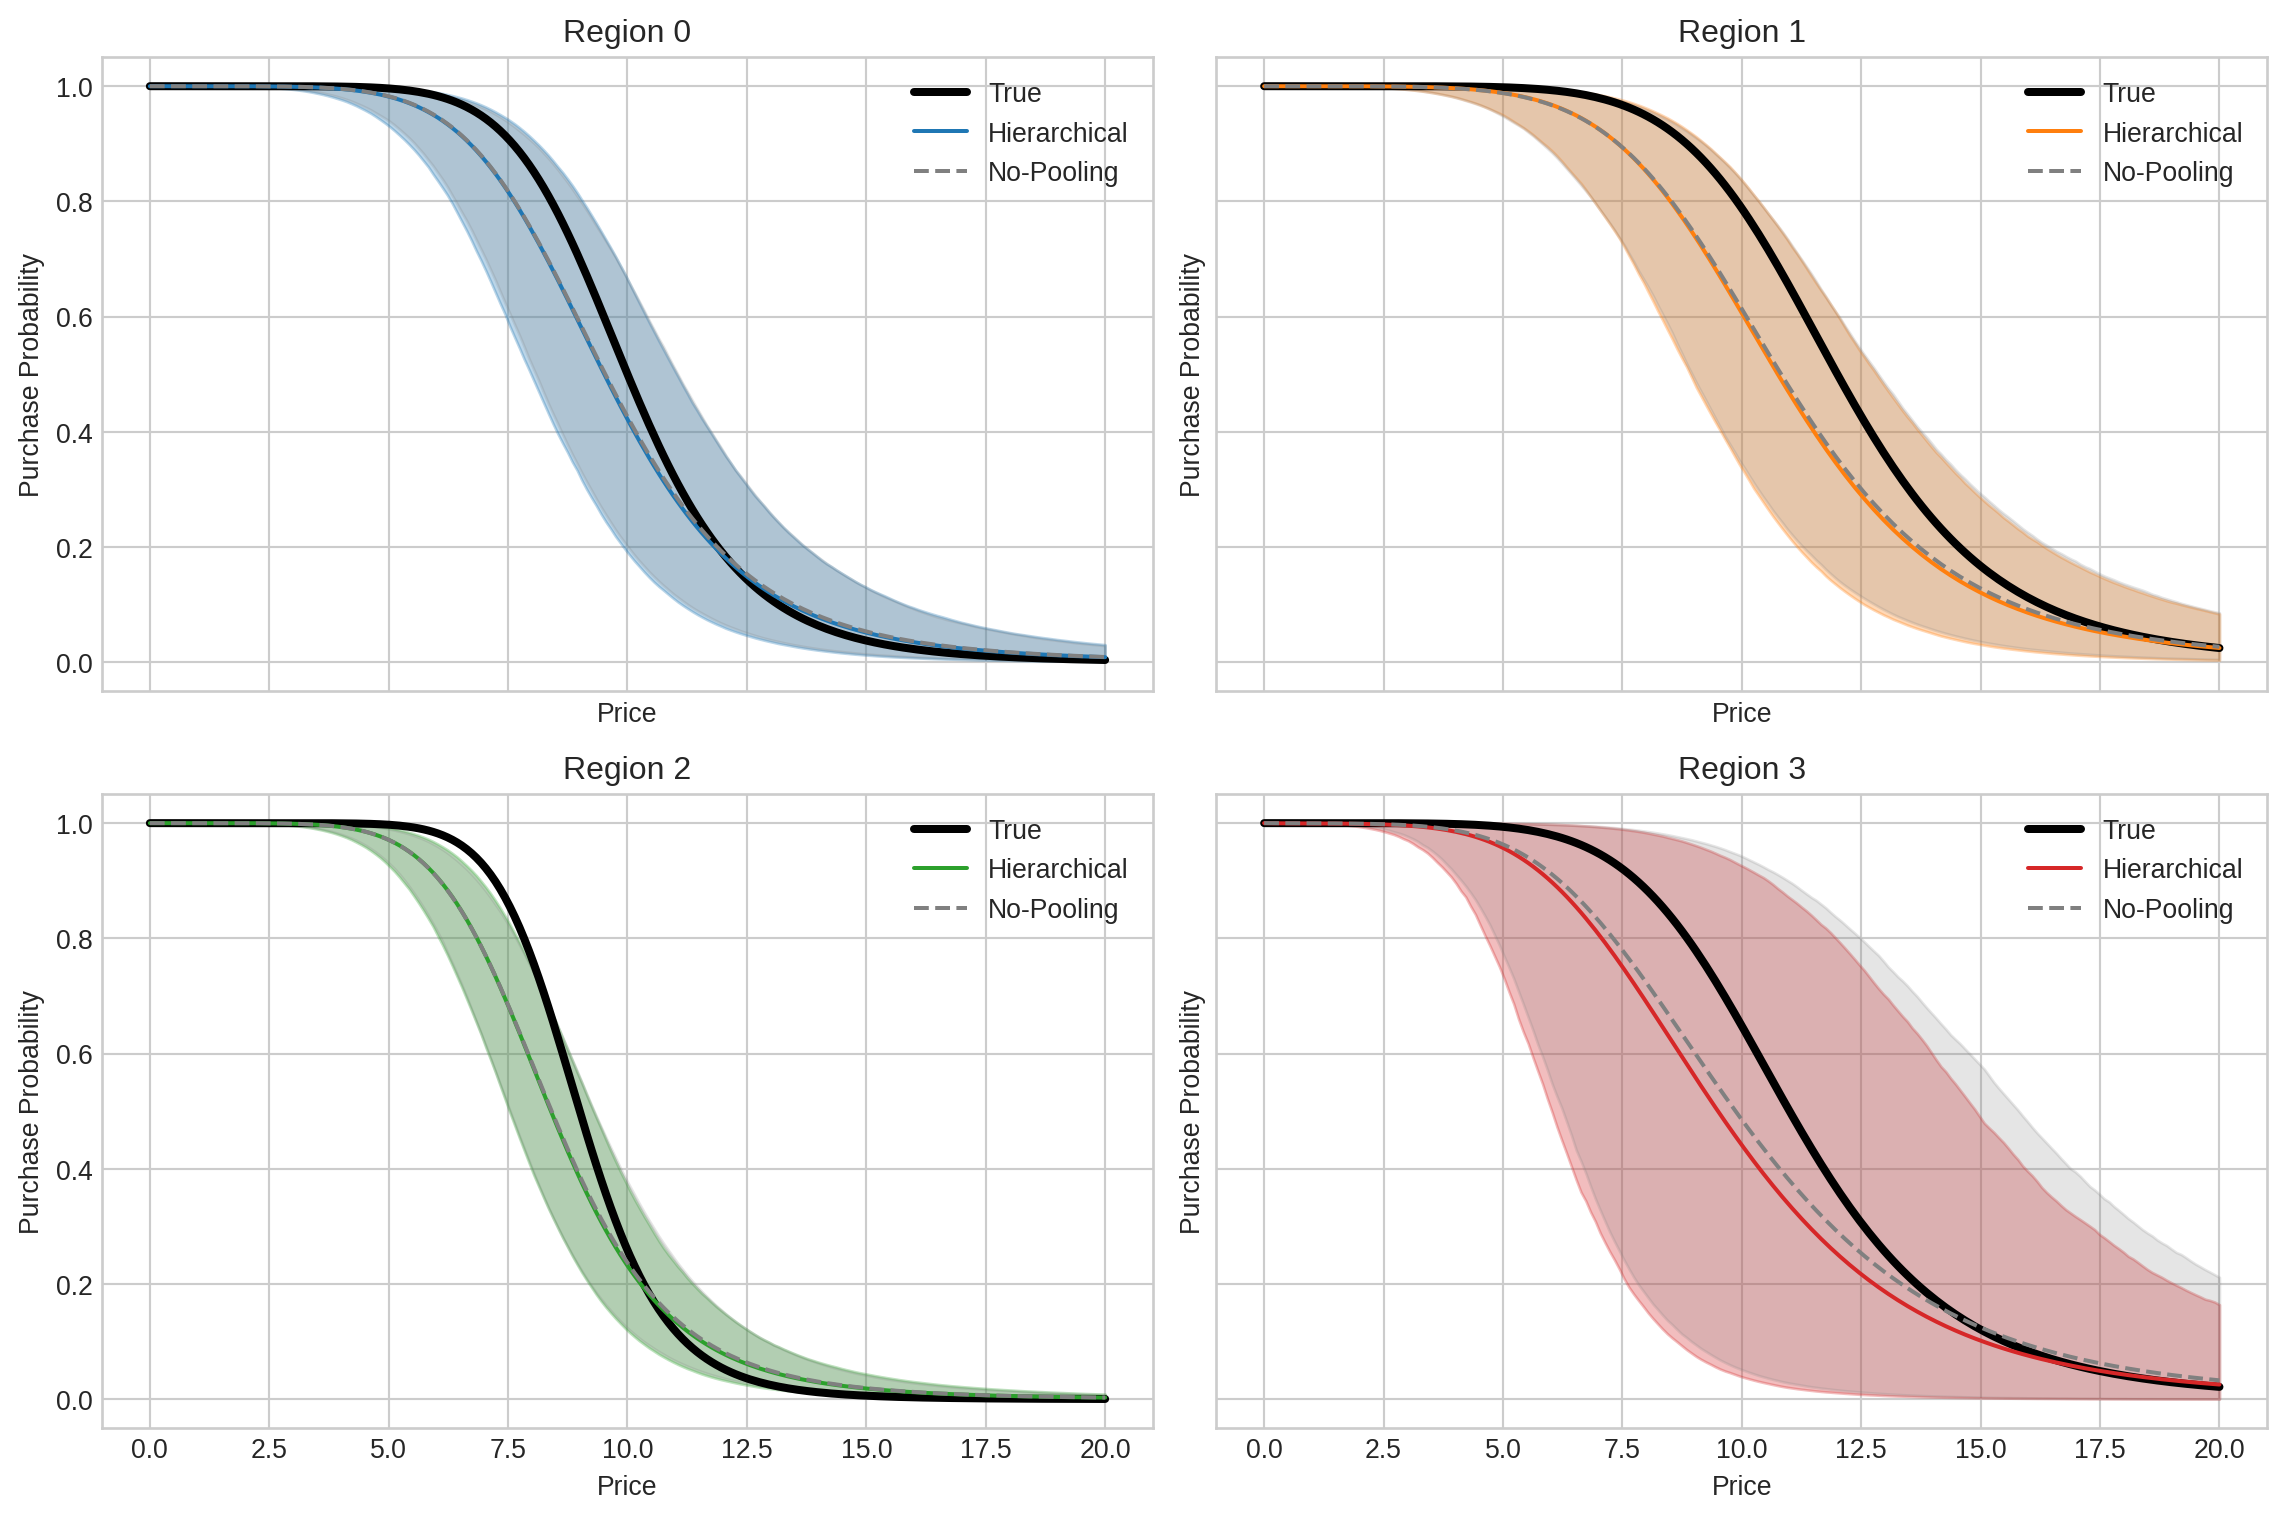 Region 0
1.0
0.8
0.6
0.4
0.2
0.0
Purchase Probability
Price
True
Hierarchical
No-Pooling
Region 1
Purchase Probability
Price
True
Hierarchical
No-Pooling
Region 2
1.0
0.8
0.6
0.4
0.2
0.0
Purchase Probability
0.0 2.5 5.0 7.5 10.0 12.5 15.0 17.5 20.0
Price
True
Hierarchical
No-Pooling
Region 3
Purchase Probability
0.0 2.5 5.0 7.5 10.0 12.5 15.0 17.5 20.0
Price
True
Hierarchical
No-Pooling